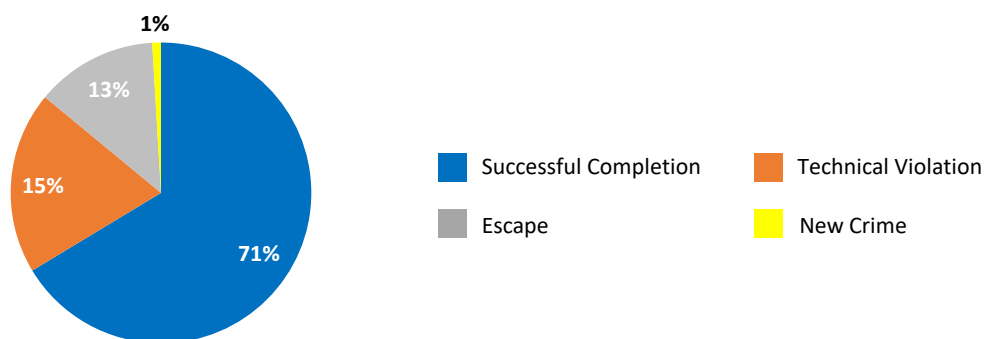 1%
13%
15%
71%
Successful Completion
Technical Violation
Escape
New Crime